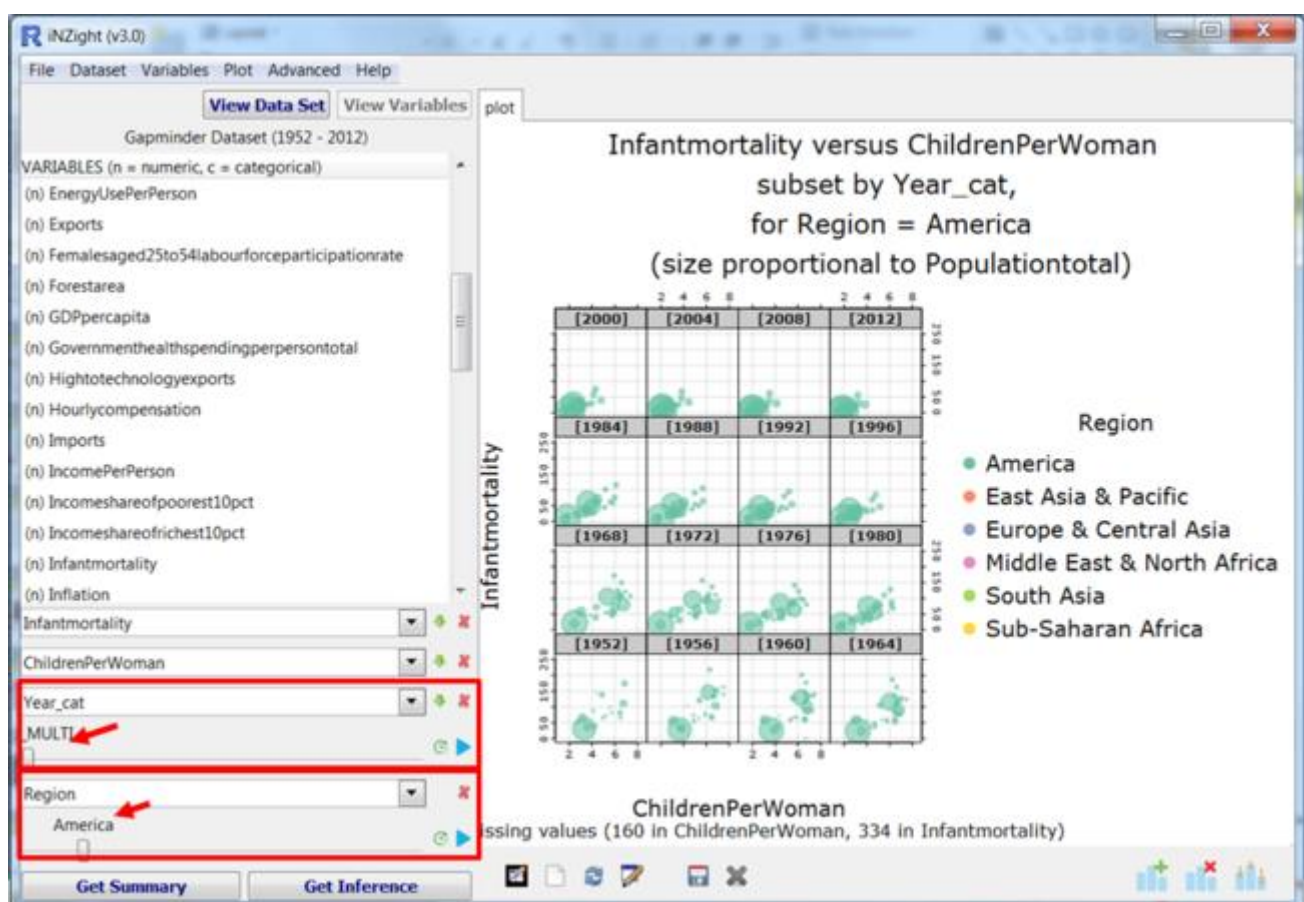 iNZight (v3.0)
File Dataset Variables Plot Advanced Help
View Data Set View Variables
Gapminder Dataset (1952 - 2012)
VARIABLES (n = numeric, c = categorical)
(n) EnergyUsePerPerson
(n) Exports
(n) Femalesaged25to54labourforceparticipationrate
(n) Forestarea
(n) GDPpercapita
(n) Governmenthealthspendingperpersontotal
(n) Hightotechnologyexports
(n) Hourlycompensation
(n) Imports
(n) IncomePerPerson
(n) Incomeshareofpoorest10pct
(n) Incomeshareofrichest10pct
(n) Infantmortality
(n) Inflation
Infantmortality
ChildrenPerWoman
Year_cat
_MULTI
Region
America
Get Summary Get Inference
plot
Infantmortality versus ChildrenPerWoman
subset by Year_cat,
for Region = America
(size proportional to Populationtotal)
2 4 6 8 2 4 6 8
[2000] [2004] [2008] [2012]
0 50 150 250
[1984] [1988] [1992] [1996]
0 50 150 250
[1968] [1972] [1976] [1980]
0 50 150 250
[1952] [1956] [1960] [1964]
0 50 150 250
2 4 6 8 2 4 6 8
Infantmortality
ChildrenPerWoman
issing values (160 in ChildrenPerWoman, 334 in Infantmortality)
Region
America
East Asia & Pacific
Europe & Central Asia
Middle East & North Africa
South Asia
Sub-Saharan Africa